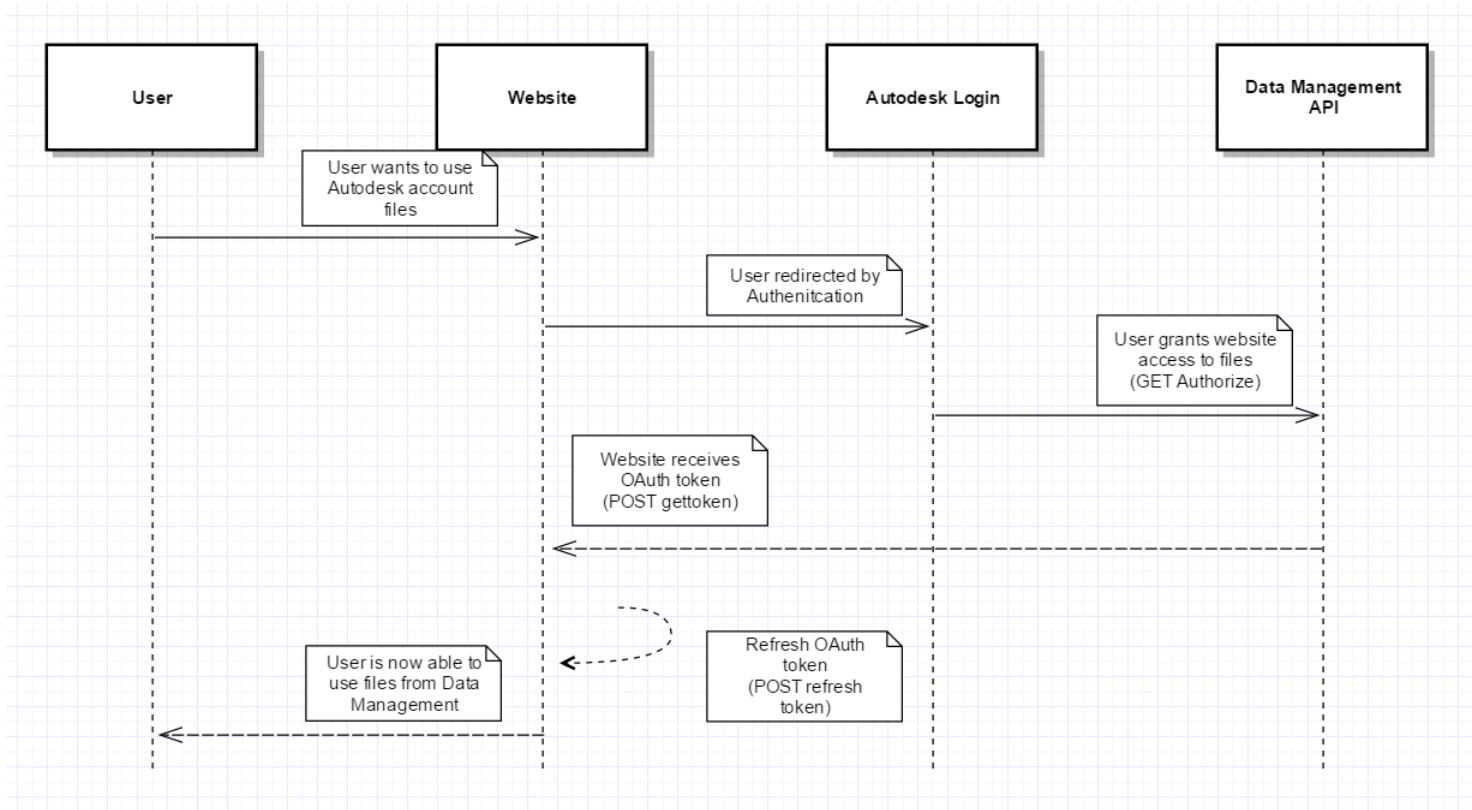 User
Website
Autodesk Login
Data Management
API
User wants to use
Autodesk account
files
User redirected by
Authenitcation
User grants website
access to files
(GET Authorize)
Website receives
OAuth token
(POST gettoken)
Refresh OAuth
token
(POST refresh
token)
User is now able to
use files from Data
Management